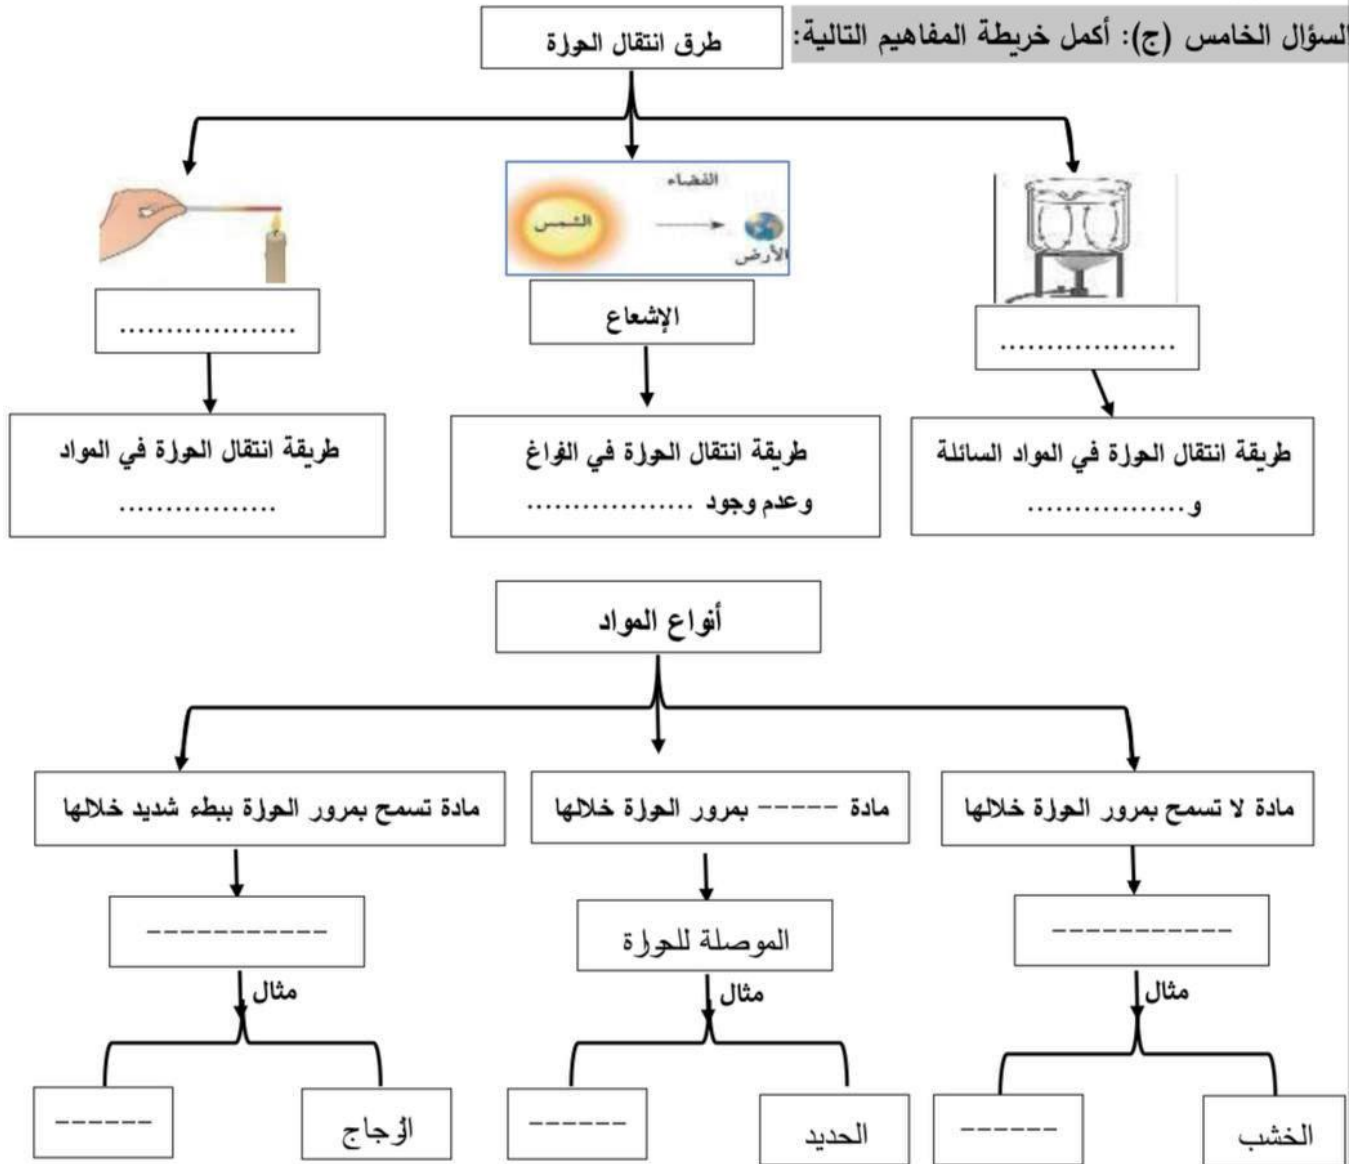 السؤال الخامس (ج): أكمل خريطة المفاهيم التالية:
طرق انتقال الحرارة
الفضاء
الشمس
الأرض
...................
الإشعاع
...................
طريقة انتقال الحرارة في المواد السائلة
و.................
طريقة انتقال الحرارة في الفراغ
وعدم وجود ..................
طريقة انتقال الحرارة في المواد
.................
أنواع المواد
مادة لا تسمح بمرور الحرارة خلالها
مادة ----- بمرور الحرارة خلالها
مادة تسمح بمرور الحرارة ببطء شديد خلالها
-----------
الموصلة للحرارة
-----------
مثال
مثال
مثال
الخشب
------
الحديد
------
الزجاج
------